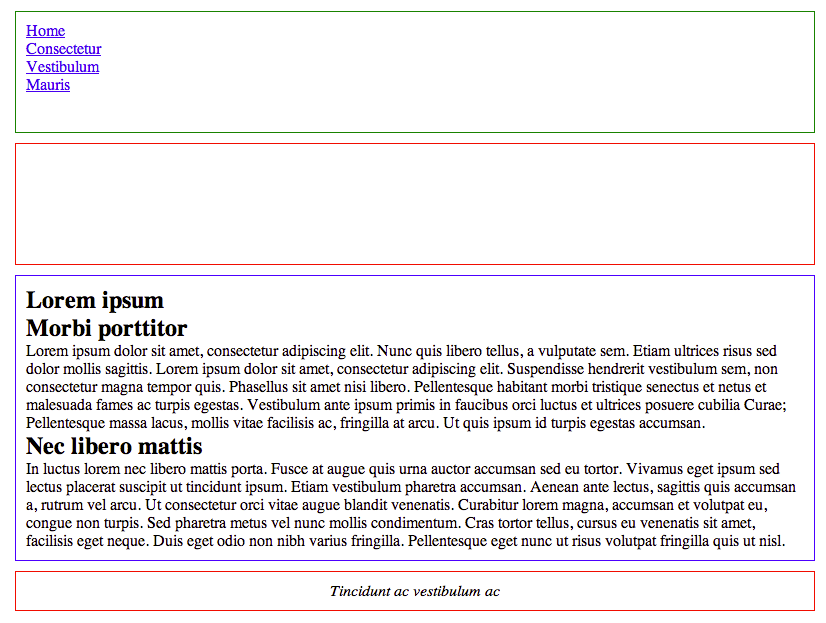 Home
Consectetur
Vestibulum
Mauris
Lorem ipsum
Morbi porttitor
Lorem ipsum dolor sit amet, consectetur adipiscing elit. Nunc quis libero tellus, a vulputate sem. Etiam ultrices risus sed
dolor mollis sagittis. Lorem ipsum dolor sit amet, consectetur adipiscing elit. Suspendisse hendrerit vestibulum sem, non
consectetur magna tempor quis. Phasellus sit amet nisi libero. Pellentesque habitant morbi tristique senectus et netus et
malesuada fames ac turpis egestas. Vestibulum ante ipsum primis in faucibus orci luctus et ultrices posuere cubilia Curae;
Pellentesque massa lacus, mollis vitae facilisis ac, fringilla at arcu. Ut quis ipsum id turpis egestas accumsan.
Nec libero mattis
In luctus lorem nec libero mattis porta. Fusce at augue quis urna auctor accumsan sed eu tortor. Vivamus eget ipsum sed
lectus placerat suscipit ut tincidunt ipsum. Etiam vestibulum pharetra accumsan. Aenean ante lectus, sagittis quis accumsan
a, rutrum vel arcu. Ut consectetur orci vitae augue blandit venenatis. Curabitur lorem magna, accumsan et volutpat eu,
congue non turpis. Sed pharetra metus vel nunc mollis condimentum. Cras tortor tellus, cursus eu venenatis sit amet,
facilisis eget neque. Duis eget odio non nibh varius fringilla. Pellentesque eget nunc ut risus volutpat fringilla quis ut nisl.
Tincidunt ac vestibulum ac